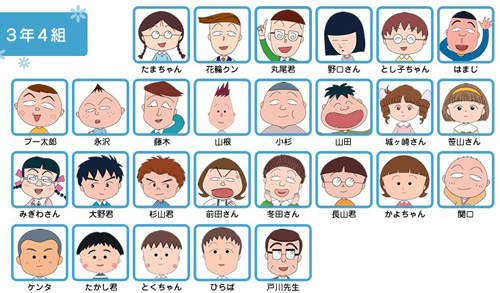 3年4組
たまちゃん 花輪クン 丸尾君 野口さん とし子ちゃん はまじ
ブー太郎 永沢 藤木 山根 小杉 山田 城ヶ崎さん 笹山さん
みぎわさん 大野君 杉山君 前田さん 冬田さん 長山君 かよちゃん 関口
ケンタ たかし君 とくちゃん ひらば 戸川先生